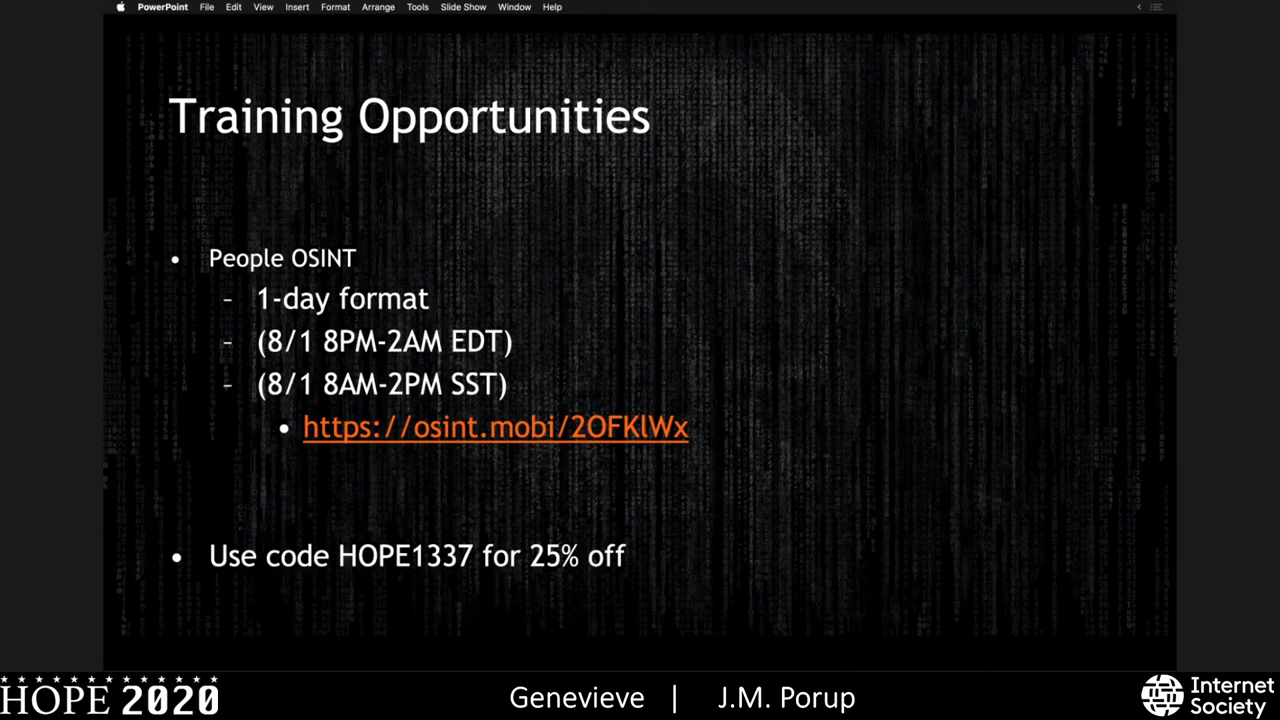 PowerPoint File Edit View Insert Format Arrange Tools Slide Show Window Help
Training Opportunities
• People OSINT
- 1-day format
- (8/1 8PM-2AM EDT)
- (8/1 8AM-2PM SST)
• https://osint.mobi/2OFKlWx
• Use code HOPE1337 for 25% off
HOPE 2020
Genevieve | J.M. Porup
Internet
Society